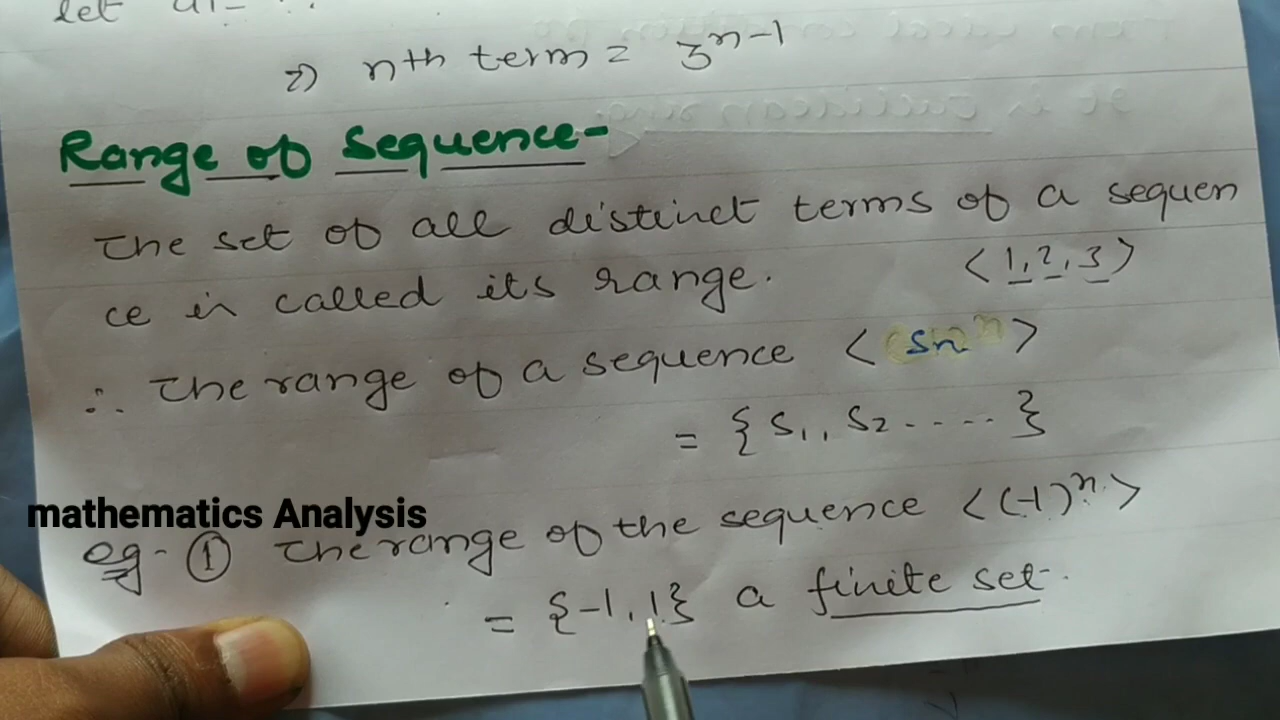 let
⇒ nth term = 3^{n-1}
Range of Sequence-
The set of all distinct terms of a sequen
ce is called its range. <1,2,3>
∴ The range of a sequence <Sn>
= {S₁, S₂ - - - - .}
mathematics Analysis
eg- ① The range of the sequence <(-1)ⁿ>
= {-1,1} a finite set.